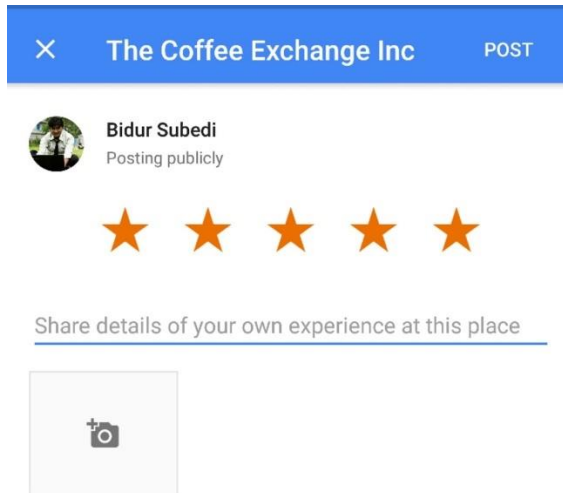 The Coffee Exchange Inc POST
Bidur Subedi
Posting publicly
Share details of your own experience at this place